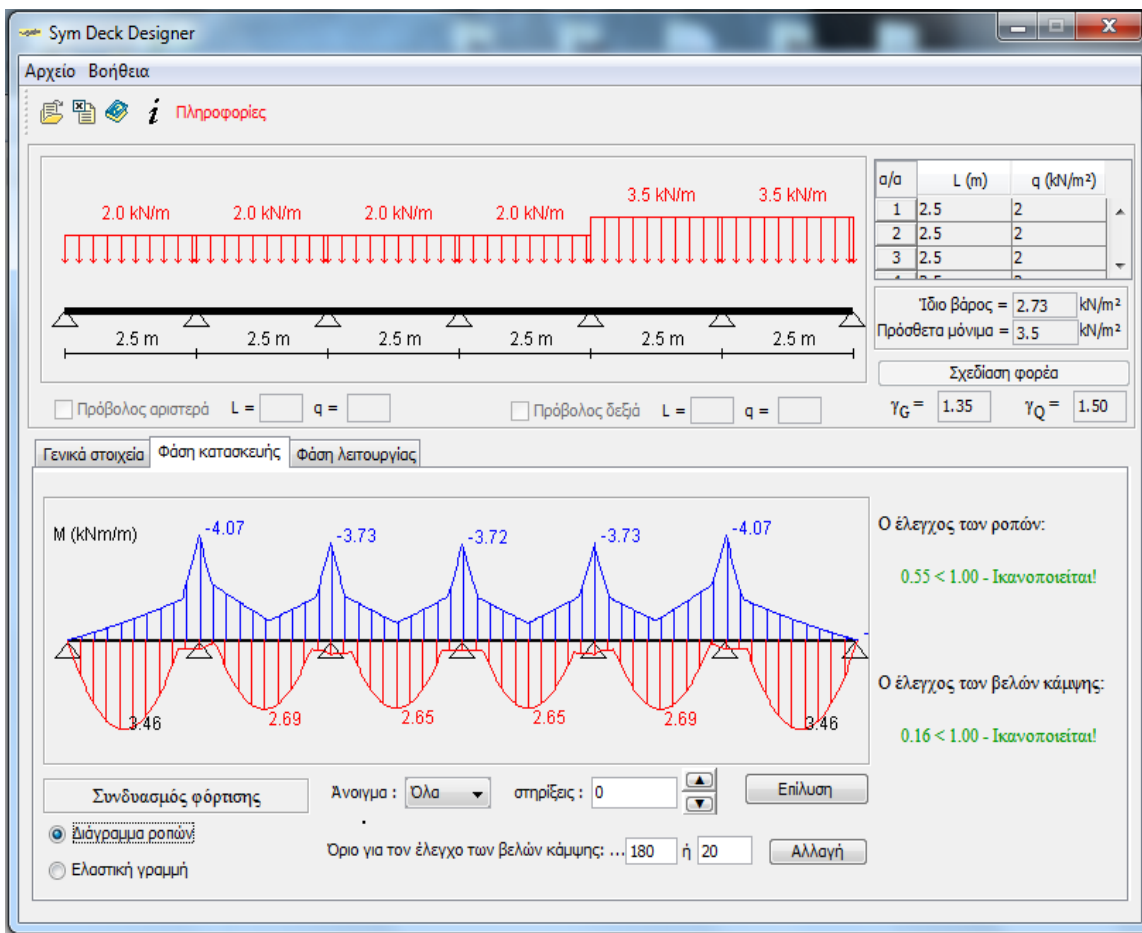 Sym Deck Designer
Αρχείο Βοήθεια
i Πληροφορίες
2.0 kN/m 2.0 kN/m 2.0 kN/m 2.0 kN/m 3.5 kN/m 3.5 kN/m
2.5 m 2.5 m 2.5 m 2.5 m 2.5 m 2.5 m
α/α L (m) q (kN/m²)
1 2.5 2
2 2.5 2
3 2.5 2
Ίδιο βάρος = 2.73 kN/m²
Πρόσθετα μόνιμα = 3.5 kN/m²
Σχεδίαση φορέα
Πρόβολος αριστερά L = q = Πρόβολος δεξιά L = q = γG = 1.35 γQ = 1.50
Γενικά στοιχεία Φάση κατασκευής Φάση λειτουργίας
M (kNm/m) -4.07 -3.73 -3.72 -3.73 -4.07
3.46 2.69 2.65 2.65 2.69 3.46
Ο έλεγχος των ροπών:
0.55 < 1.00 - Ικανοποιείται!
Ο έλεγχος των βελών κάμψης:
0.16 < 1.00 - Ικανοποιείται!
Συνδυασμός φόρτισης Άνοιγμα : Όλα στηρίξεις : 0 Επίλυση
Διάγραμμα ροπών
Όριο για τον έλεγχο των βελών κάμψης: ... 180 ή 20 Αλλαγή
Ελαστική γραμμή